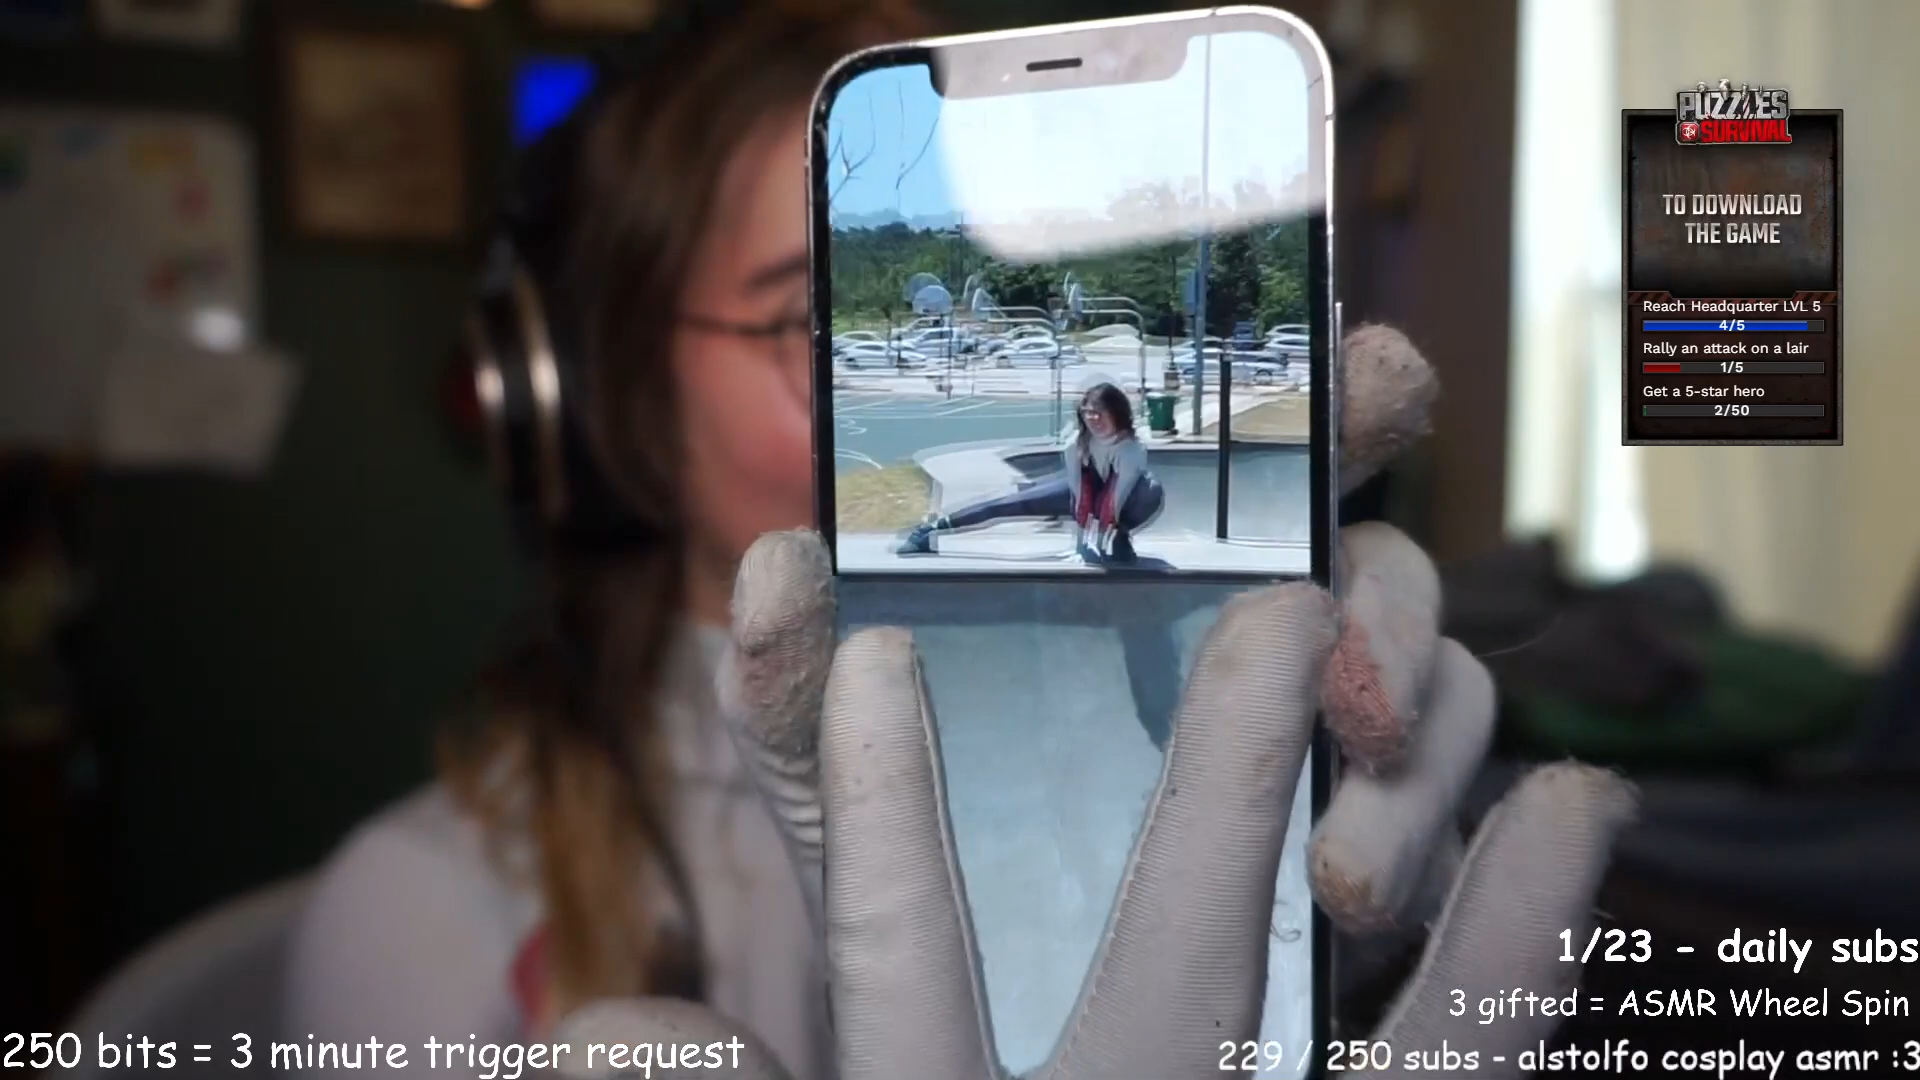 PUZZLES
SURVIVAL
TO DOWNLOAD
THE GAME
Reach Headquarter LVL 5
4/5
Rally an attack on a lair
1/5
Get a 5-star hero
2/50
1/23 - daily subs
3 gifted = ASMR Wheel Spin
250 bits = 3 minute trigger request
229 / 250 subs - alstolfo cosplay asmr :3